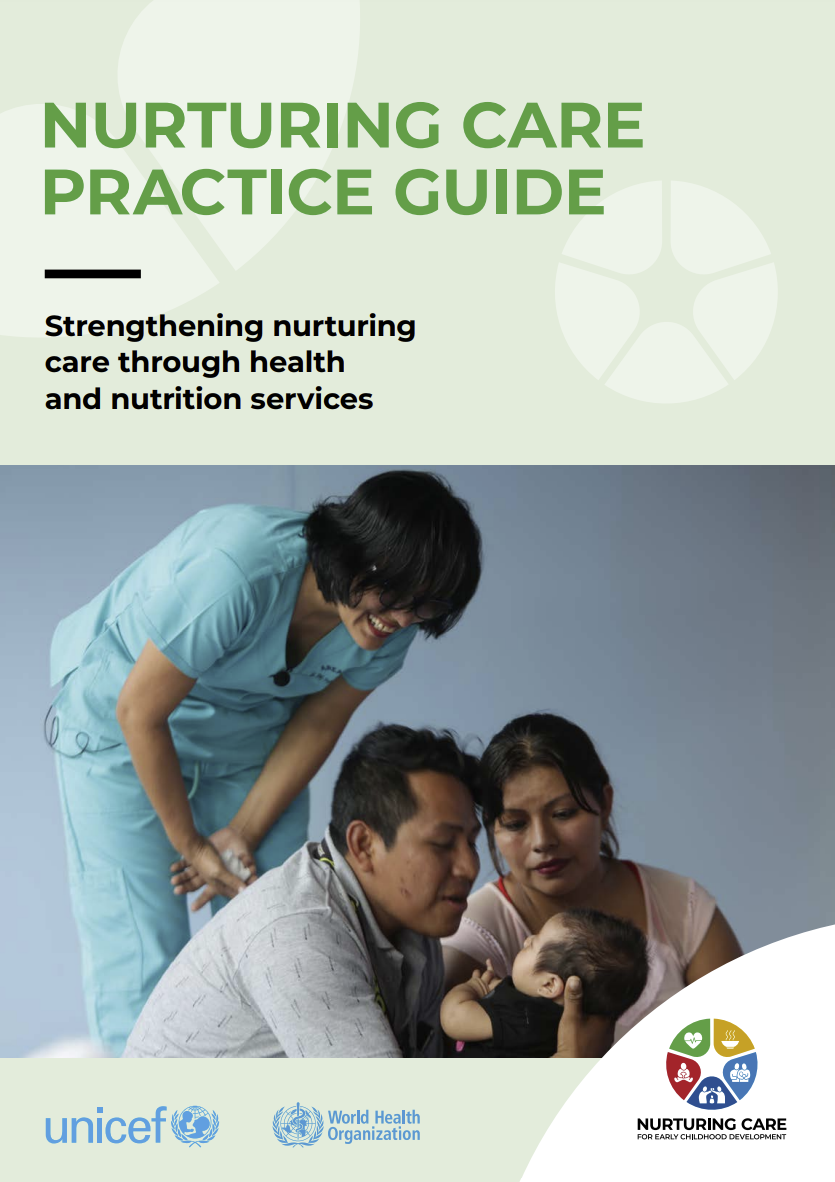 NURTURING CARE
PRACTICE GUIDE
Strengthening nurturing
care through health
and nutrition services
unicef
World Health
Organization
NURTURING CARE
FOR EARLY CHILDHOOD DEVELOPMENT